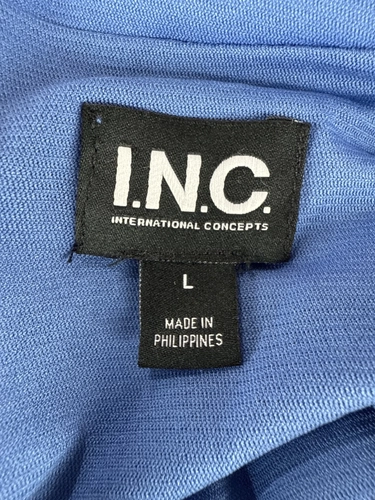 I.N.C.
INTERNATIONAL CONCEPTS
L
MADE IN
PHILIPPINES